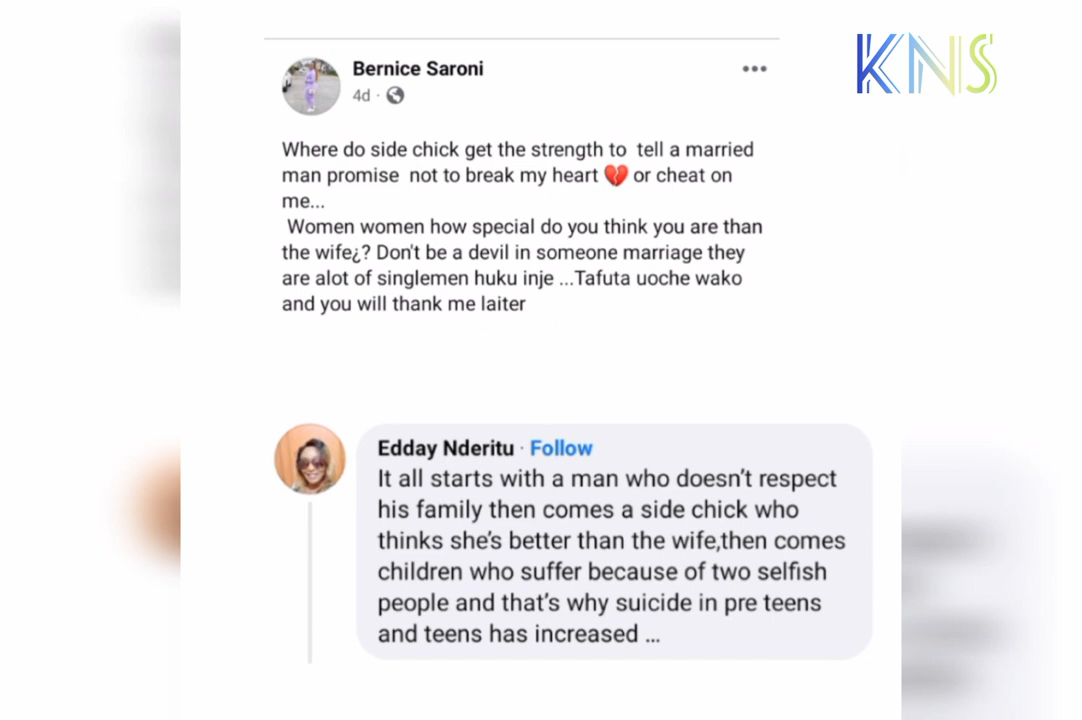 KNS
Bernice Saroni
4d ·
Where do side chick get the strength to tell a married
man promise not to break my heart 💔 or cheat on
me...
Women women how special do you think you are than
the wife¿? Don't be a devil in someone marriage they
are alot of singlemen huku inje ...Tafuta uoche wako
and you will thank me laiter
Edday Nderitu · Follow
It all starts with a man who doesn't respect
his family then comes a side chick who
thinks she's better than the wife,then comes
children who suffer because of two selfish
people and that's why suicide in pre teens
and teens has increased ...